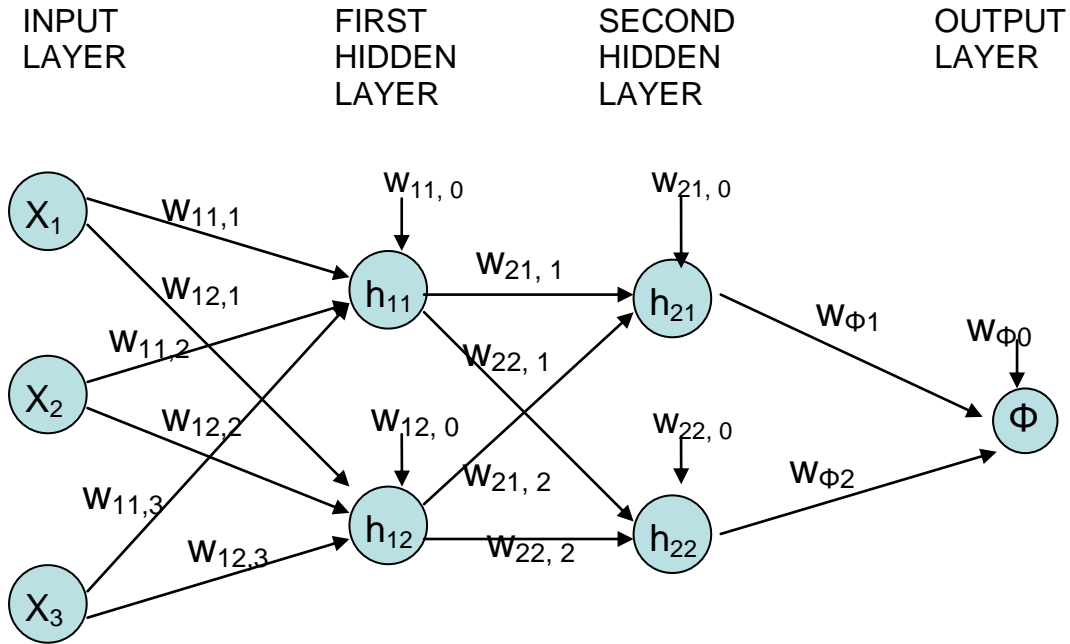 INPUT LAYER
FIRST HIDDEN LAYER
SECOND HIDDEN LAYER
OUTPUT LAYER
X1
w11,1
w11, 0
w21, 0
w12,1
h11
w21, 1
h21
wΦ1
wΦ0
w11,2
w22, 1
X2
w12,2
w12, 0
w22, 0
Φ
w11,3
w21, 2
wΦ2
h12
w22, 2
h22
w12,3
X3